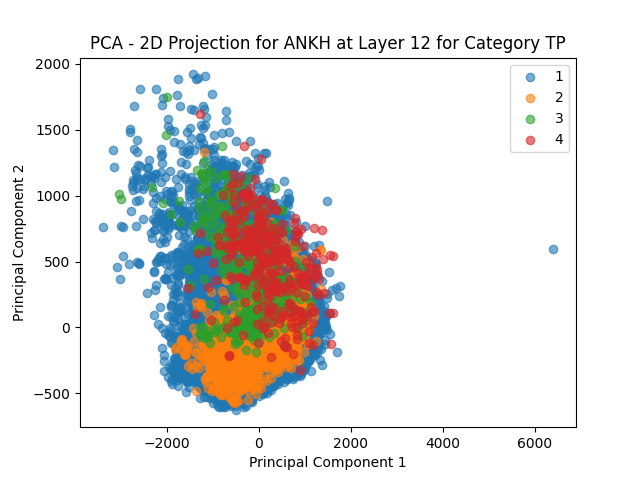 PCA - 2D Projection for ANKH at Layer 12 for Category TP
2000
1500
1000
500
0
−500
Principal Component 2
1
2
3
4
−2000 0 2000 4000 6000
Principal Component 1